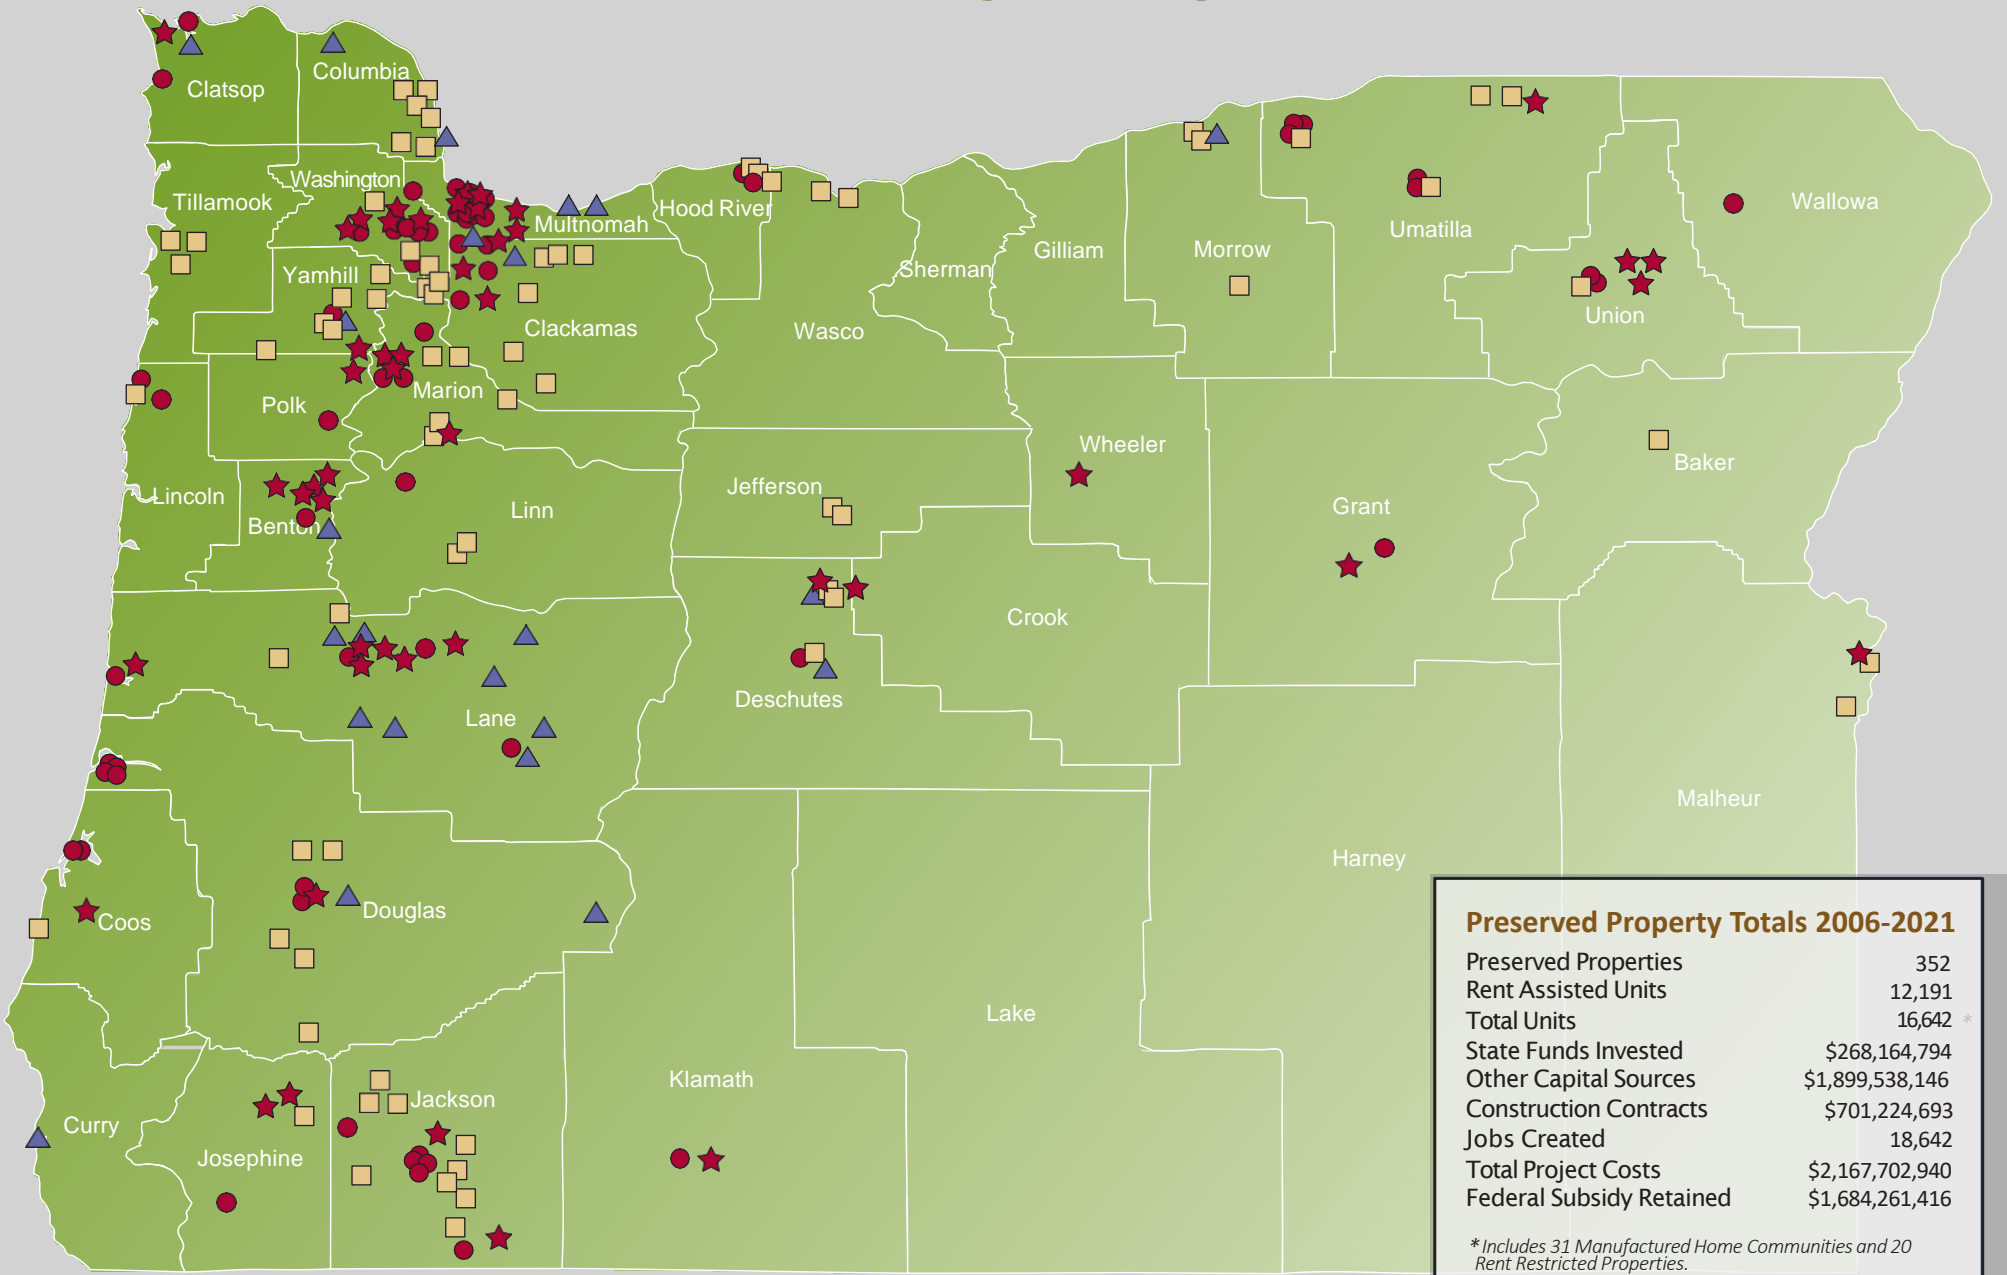 Clatsop
Columbia
Tillamook
Washington
Multnomah
Hood River
Yamhill
Clackamas
Sherman
Wasco
Gilliam
Morrow
Umatilla
Wallowa
Union
Polk
Marion
Lincoln
Benton
Linn
Jefferson
Wheeler
Grant
Baker
Crook
Lane
Deschutes
Malheur
Harney
Coos
Douglas
Lake
Klamath
Curry
Josephine
Jackson
Preserved Property Totals 2006-2021
Preserved Properties 352
Rent Assisted Units 12,191
Total Units 16,642 *
State Funds Invested $268,164,794
Other Capital Sources $1,899,538,146
Construction Contracts $701,224,693
Jobs Created 18,642
Total Project Costs $2,167,702,940
Federal Subsidy Retained $1,684,261,416
* Includes 31 Manufactured Home Communities and 20
Rent Restricted Properties.